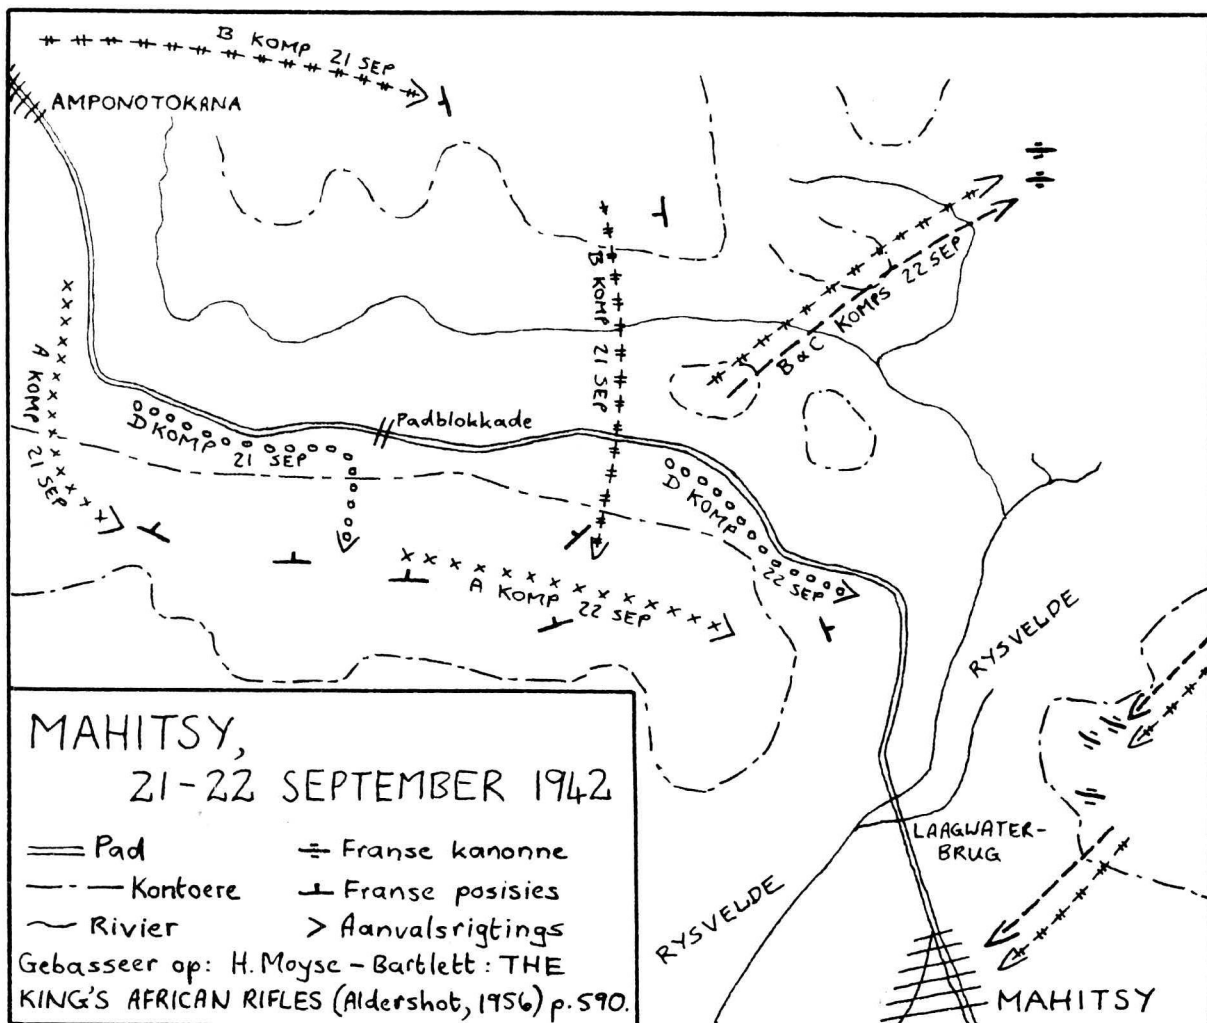 B KOMP 21 SEP
AMPONOTOKANA
B KOMP 21 SEP
B & C KOMPS 22 SEP
A KOMP 21 SEP
D KOMP 21 SEP
Padblokkade
D KOMP 22 SEP
A KOMP 22 SEP
RYSVELDE
LAAGWATER-
BRUG
RYSVELDE
MAHITSY
MAHITSY,
21-22 SEPTEMBER 1942
Pad
Franse kanonne
Kontoere
Franse posisies
Rivier
Aanvalsrigtings
Gebasseer op: H. Moyse-Bartlett: THE
KING'S AFRICAN RIFLES (Aldershot, 1956) p. 590.